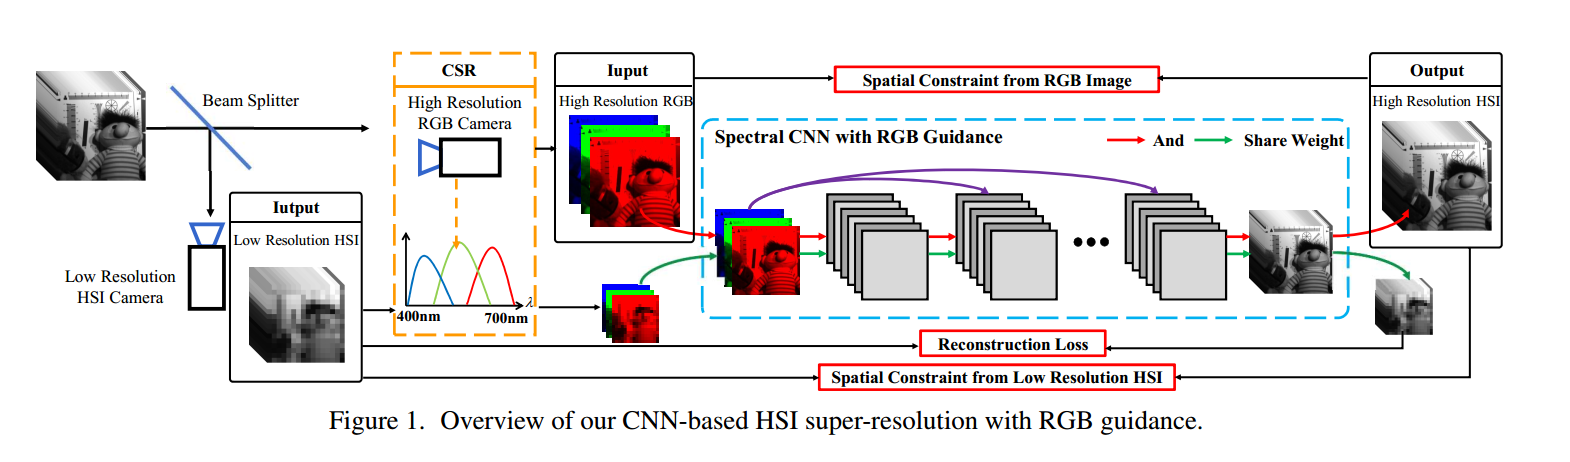 Beam Splitter
Low Resolution
HSI Camera
Iutput
Low Resolution HSI
CSR
High Resolution
RGB Camera
400nm
700nm
λ
Iuput
High Resolution RGB
Spatial Constraint from RGB Image
Spectral CNN with RGB Guidance
And
Share Weight
Output
High Resolution HSI
Reconstruction Loss
Spatial Constraint from Low Resolution HSI
Figure 1. Overview of our CNN-based HSI super-resolution with RGB guidance.